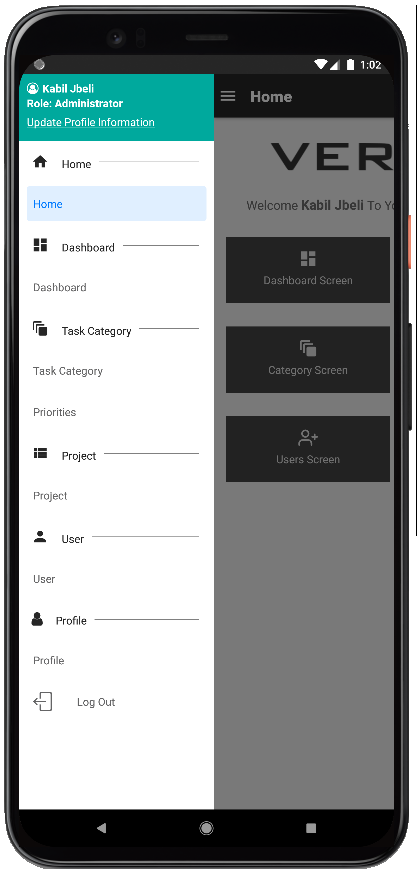 1:02
Kabil Jbeli
Role: Administrator
Update Profile Information
Home
Home
Dashboard
Dashboard
Task Category
Task Category
Priorities
Project
Project
User
User
Profile
Profile
Log Out
Home
VER
Welcome Kabil Jbeli To Yo
Dashboard Screen
Category Screen
Users Screen